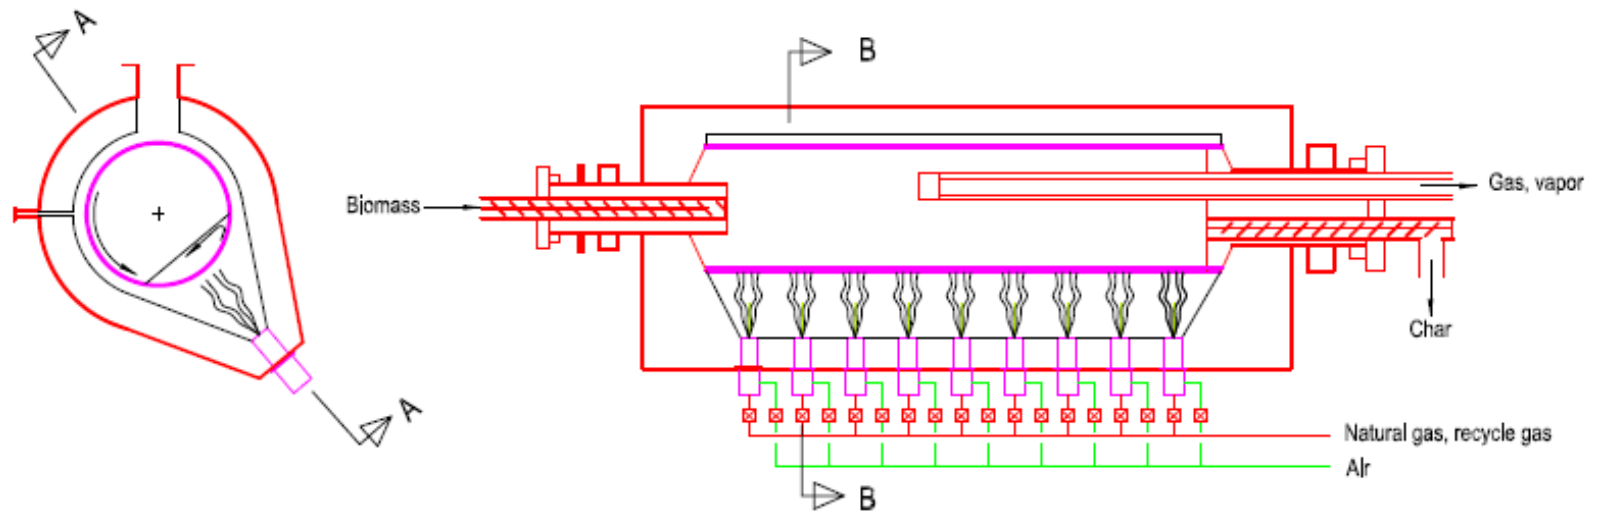 A
B
Biomass
Gas, vapor
Char
A
Natural gas, recycle gas
Air
B